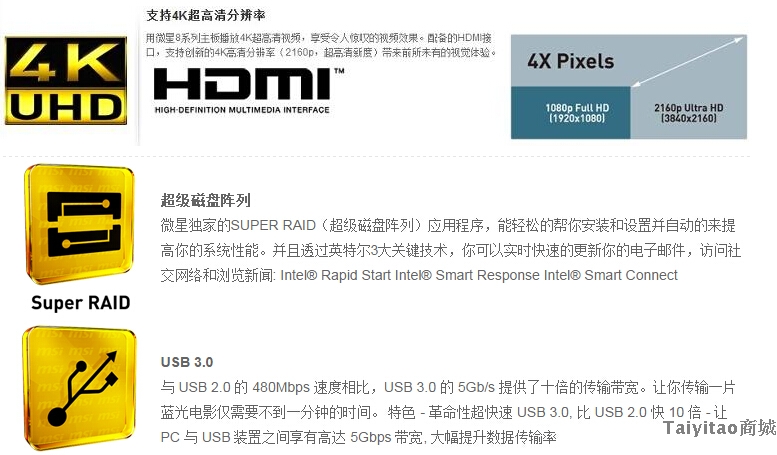 支持4K超高清分辨率
用微星8系列主板播放4K超高清视频，享受令人惊叹的视频效果。配备的HDMI接
口，支持创新的4K高清分辨率（2160p，超高清新度）带来前所未有的视觉体验。
4K
UHD
HDMI™
HIGH-DEFINITION MULTIMEDIA INTERFACE
4X Pixels
1080p Full HD
(1920x1080)
2160p Ultra HD
(3840x2160)
超级磁盘阵列
微星独家的SUPER RAID（超级磁盘阵列）应用程序，能轻松的帮你安装和设置并自动的来提
高你的系统性能。并且透过英特尔3大关键技术，你可以实时快速的更新你的电子邮件，访问社
交网络和浏览新闻: Intel® Rapid Start Intel® Smart Response Intel® Smart Connect
Super RAID
USB 3.0
与 USB 2.0 的 480Mbps 速度相比，USB 3.0 的 5Gb/s 提供了十倍的传输带宽。让你传输一片
蓝光电影仅需要不到一分钟的时间。 特色 - 革命性超快速 USB 3.0, 比 USB 2.0 快 10 倍 - 让
PC 与 USB 装置之间享有高达 5Gbps 带宽, 大幅提升数据传输率
Taiyitao商城